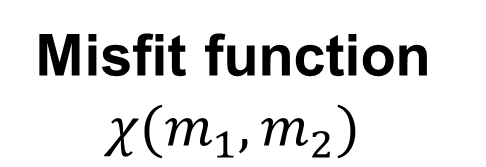 Misfit function
χ(m₁, m₂)